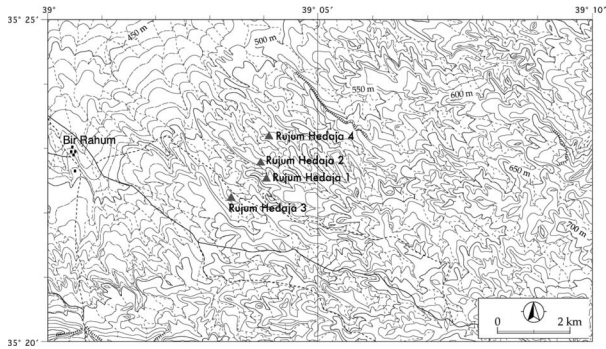 39° 39° 05' 39° 10'
35° 25'
450 m
500 m
550 m
600 m
Rujum Hedaja 4
Bir Rahum
Rujum Hedaja 2
Rujum Hedaja 1
650 m
Rujum Hedaja 3
700 m
0 2 km
35° 20'